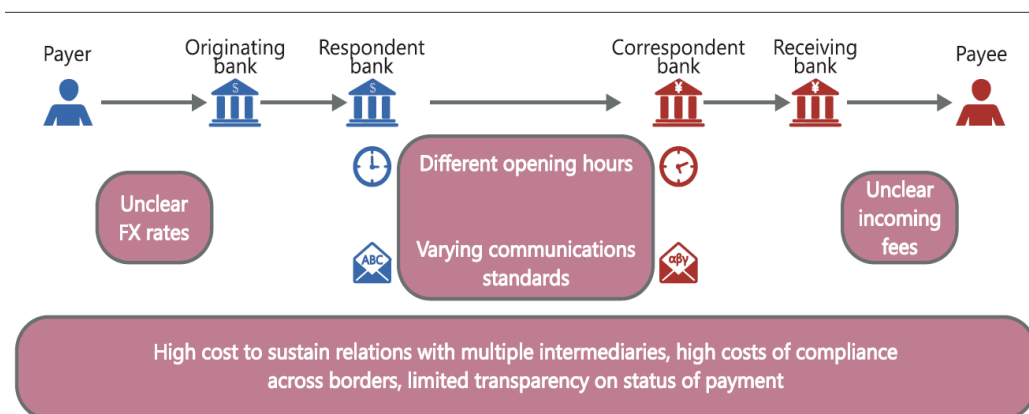 Payer
Originating
bank
Respondent
bank
Correspondent
bank
Receiving
bank
Payee
$
$
¥
¥
Different opening hours
Unclear
FX rates
Unclear
incoming
fees
ABC
Varying communications
standards
αβγ
High cost to sustain relations with multiple intermediaries, high costs of compliance
across borders, limited transparency on status of payment